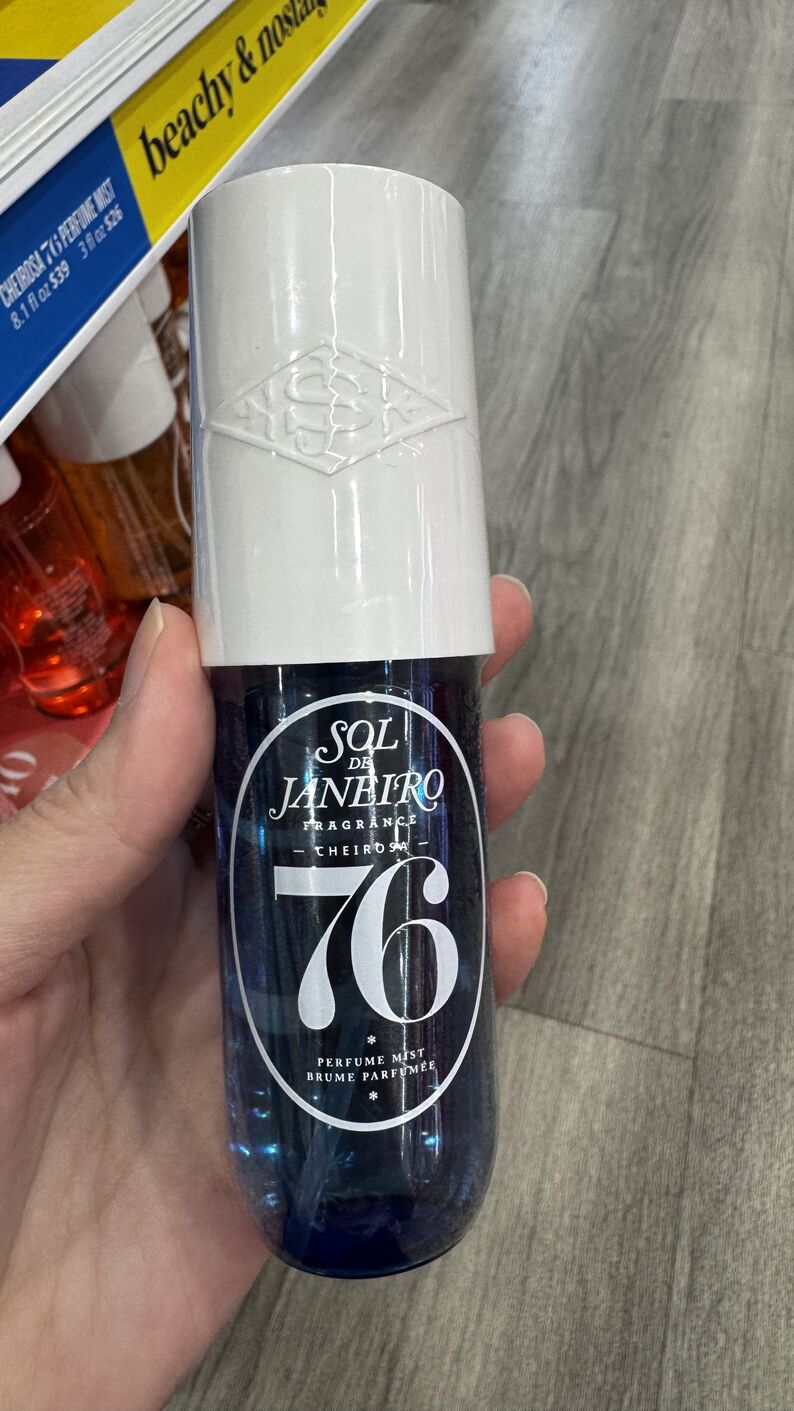 beachy & nostalg
CHEIROSA 76 PERFUME MIST
8.1 fl oz $39 3 fl oz $26
SOL
DE
JANEIRO
FRAGRANCE
— CHEIROSA —
76
*
PERFUME MIST
BRUME PARFUMÉE
*